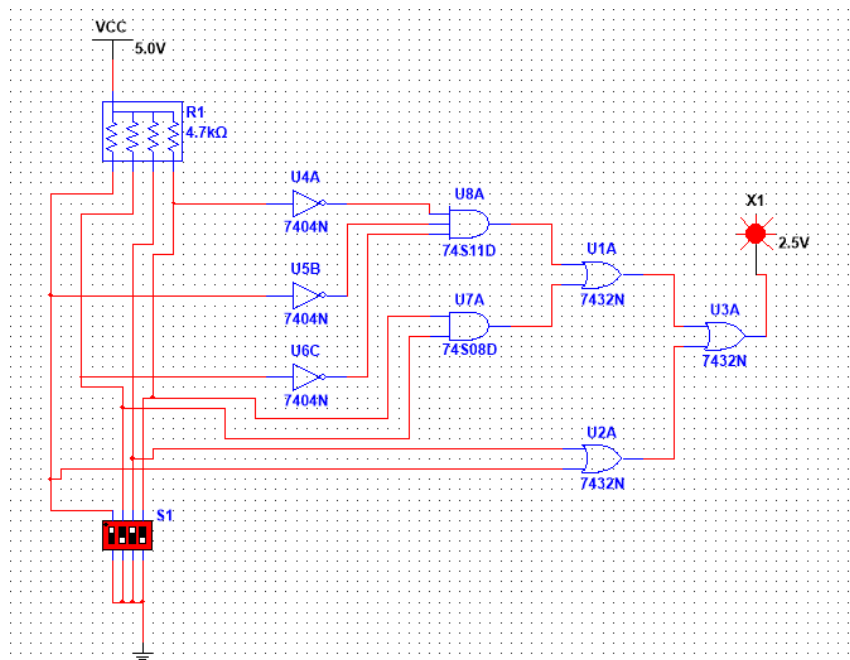 VCC
5.0V
R1
4.7kΩ
U4A
7404N
U8A
74S11D
X1
2.5V
U5B
7404N
U1A
7432N
U7A
74S08D
U3A
7432N
U6C
7404N
U2A
7432N
S1